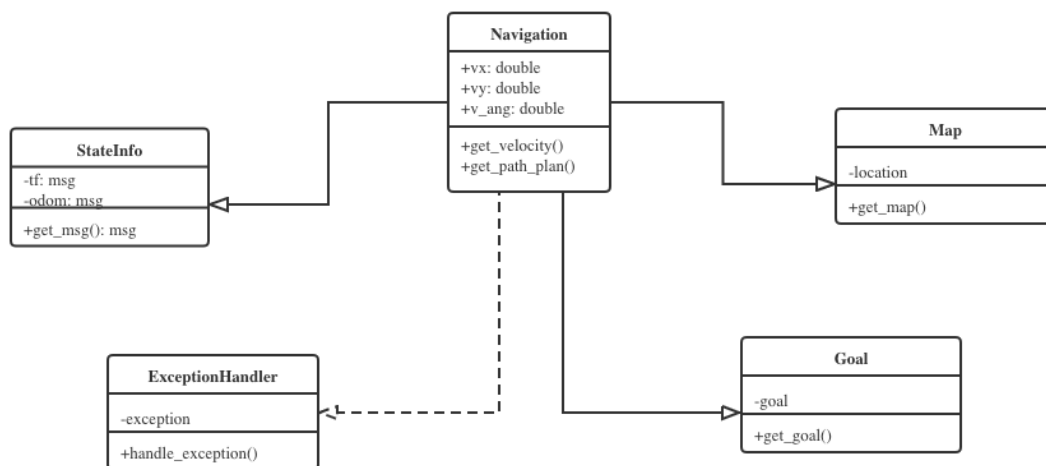 Navigation
+vx: double
+vy: double
+v_ang: double
+get_velocity()
+get_path_plan()
StateInfo
-tf: msg
-odom: msg
+get_msg(): msg
Map
-location
+get_map()
ExceptionHandler
-exception
+handle_exception()
Goal
-goal
+get_goal()